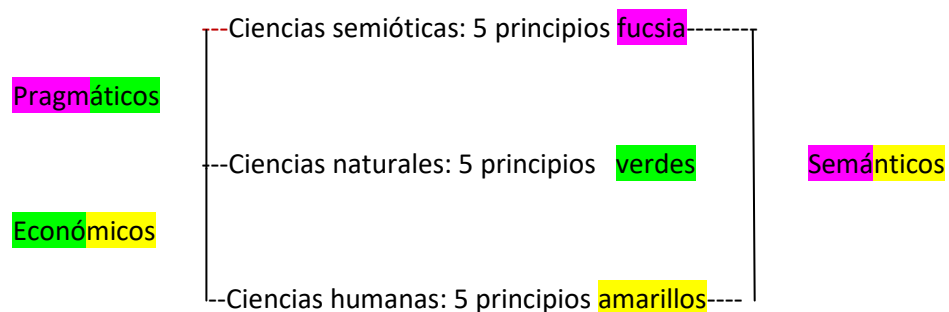 ---Ciencias semióticas: 5 principios fucsia-------
Pragmáticos
---Ciencias naturales: 5 principios verdes Semánticos
Económicos
--Ciencias humanas: 5 principios amarillos----